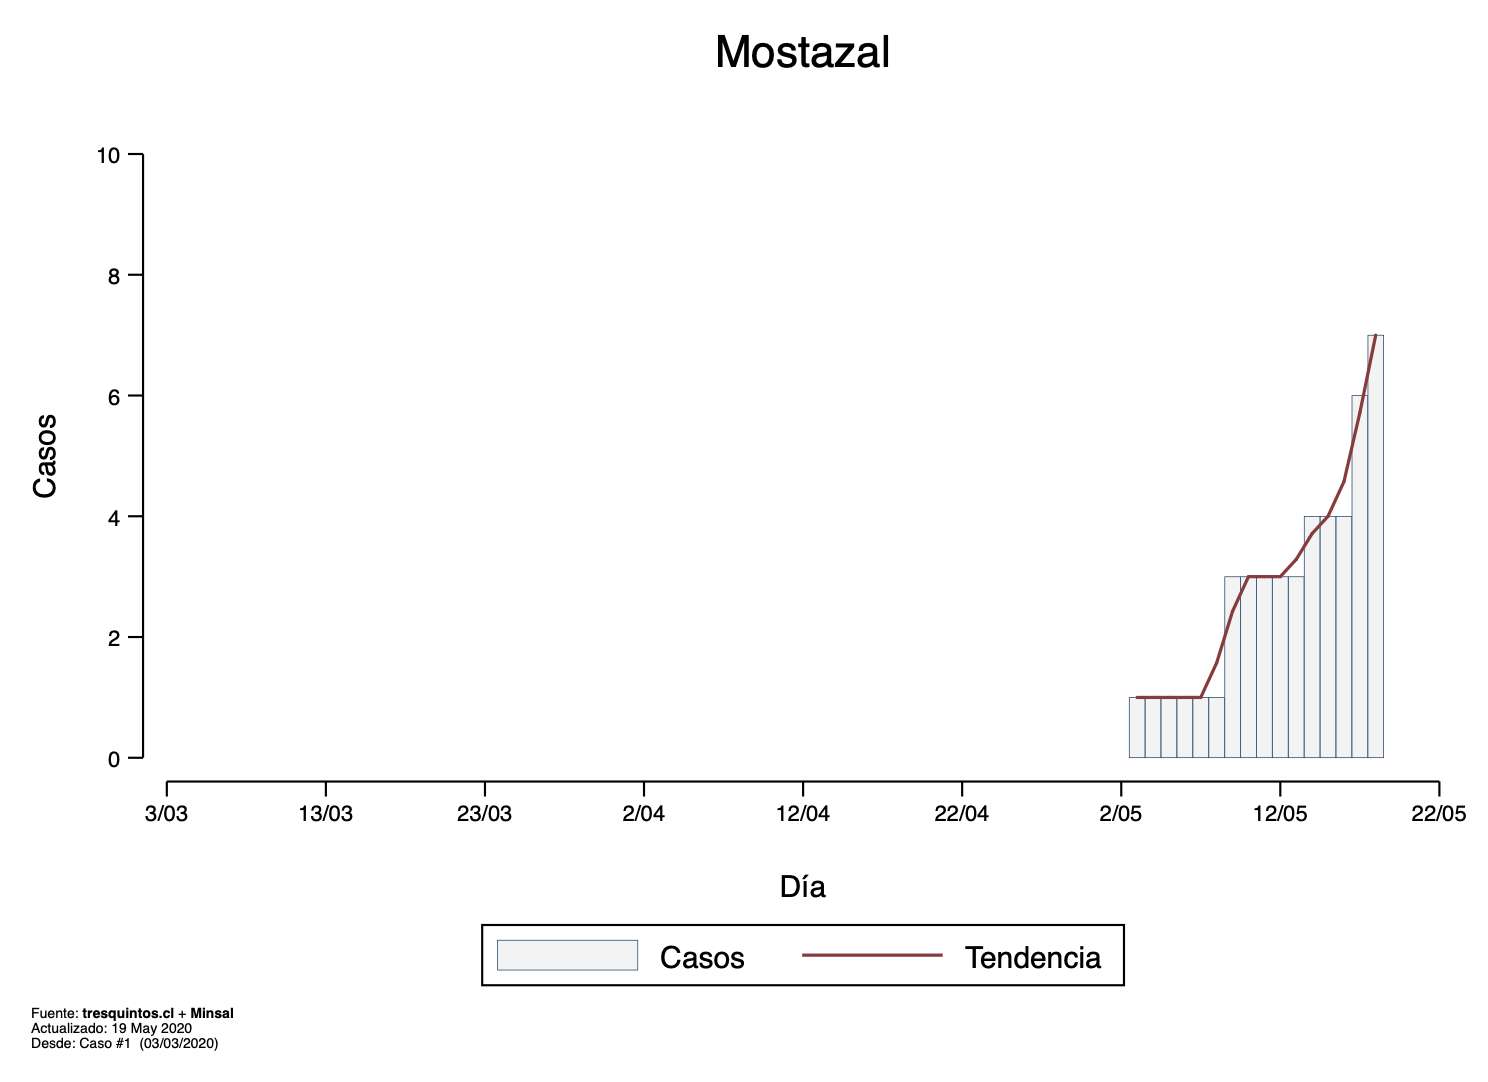 Mostazal
10
8
6
4
2
0
Casos
3/03 13/03 23/03 2/04 12/04 22/04 2/05 12/05 22/05
Día
Casos Tendencia
Fuente: tresquintos.cl + Minsal
Actualizado: 19 May 2020
Desde: Caso #1 (03/03/2020)